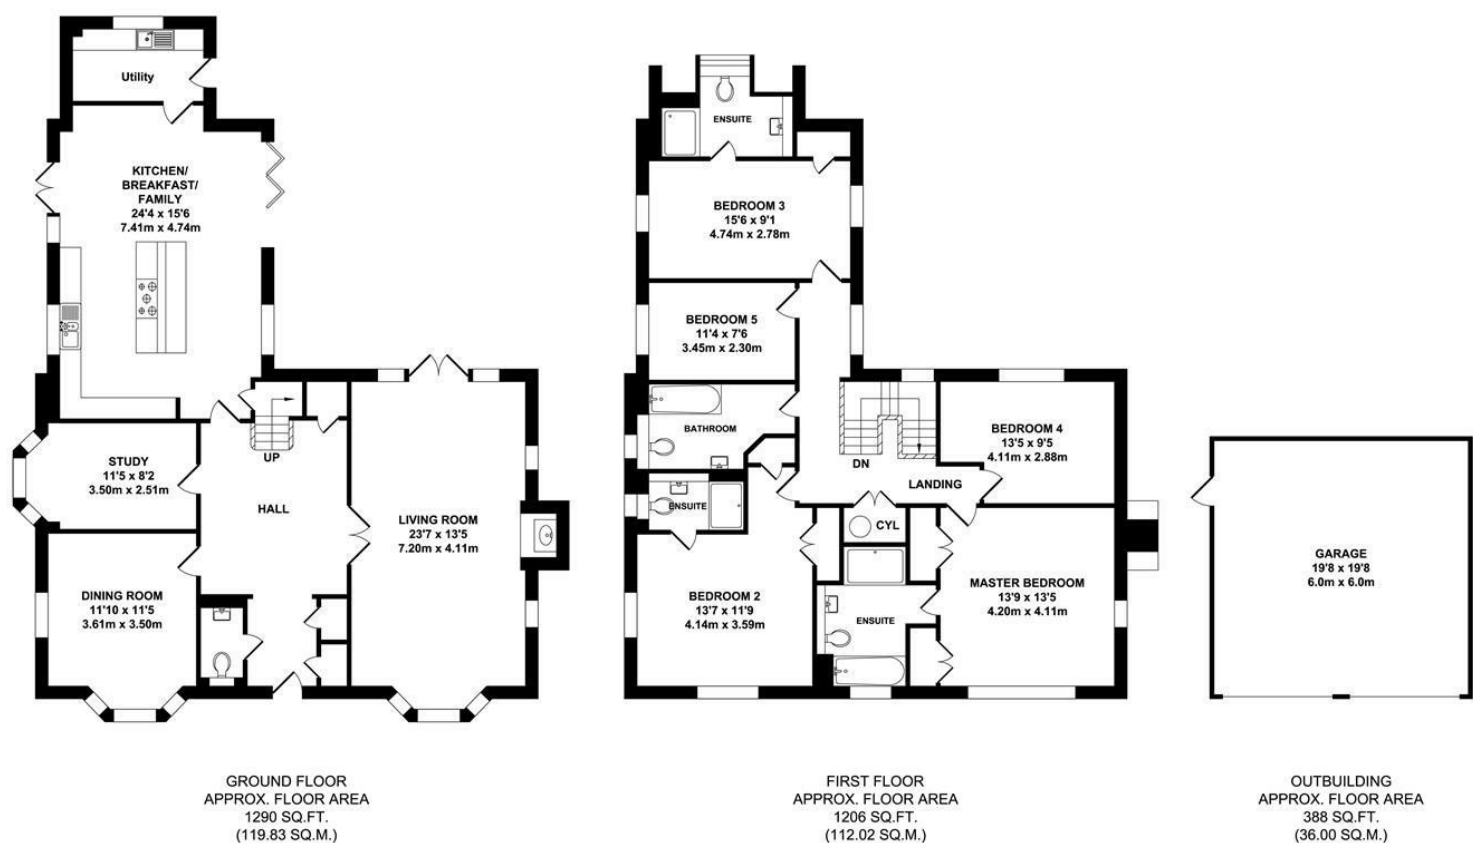 Utility
KITCHEN/
BREAKFAST/
FAMILY
24'4 x 15'6
7.41m x 4.74m
STUDY
11'5 x 8'2
3.50m x 2.51m
UP
HALL
LIVING ROOM
23'7 x 13'5
7.20m x 4.11m
DINING ROOM
11'10 x 11'5
3.61m x 3.50m
GROUND FLOOR
APPROX. FLOOR AREA
1290 SQ.FT.
(119.83 SQ.M.)
ENSUITE
BEDROOM 3
15'6 x 9'1
4.74m x 2.78m
BEDROOM 5
11'4 x 7'6
3.45m x 2.30m
BATHROOM
DN
BEDROOM 4
13'5 x 9'5
4.11m x 2.88m
LANDING
ENSUITE
CYL
BEDROOM 2
13'7 x 11'9
4.14m x 3.59m
ENSUITE
MASTER BEDROOM
13'9 x 13'5
4.20m x 4.11m
FIRST FLOOR
APPROX. FLOOR AREA
1206 SQ.FT.
(112.02 SQ.M.)
GARAGE
19'8 x 19'8
6.0m x 6.0m
OUTBUILDING
APPROX. FLOOR AREA
388 SQ.FT.
(36.00 SQ.M.)